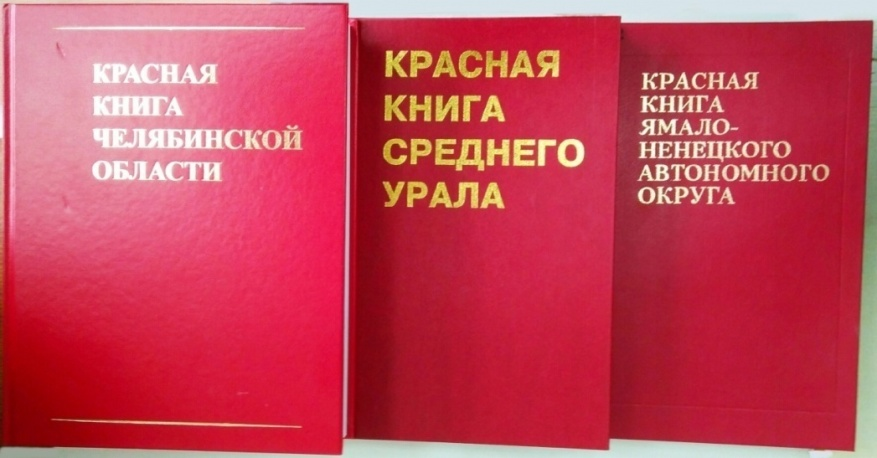 КРАСНАЯ
КНИГА
ЧЕЛЯБИНСКОЙ
ОБЛАСТИ
КРАСНАЯ
КНИГА
СРЕДНЕГО
УРАЛА
КРАСНАЯ
КНИГА
ЯМАЛО-
НЕНЕЦКОГО
АВТОНОМНОГО
ОКРУГА